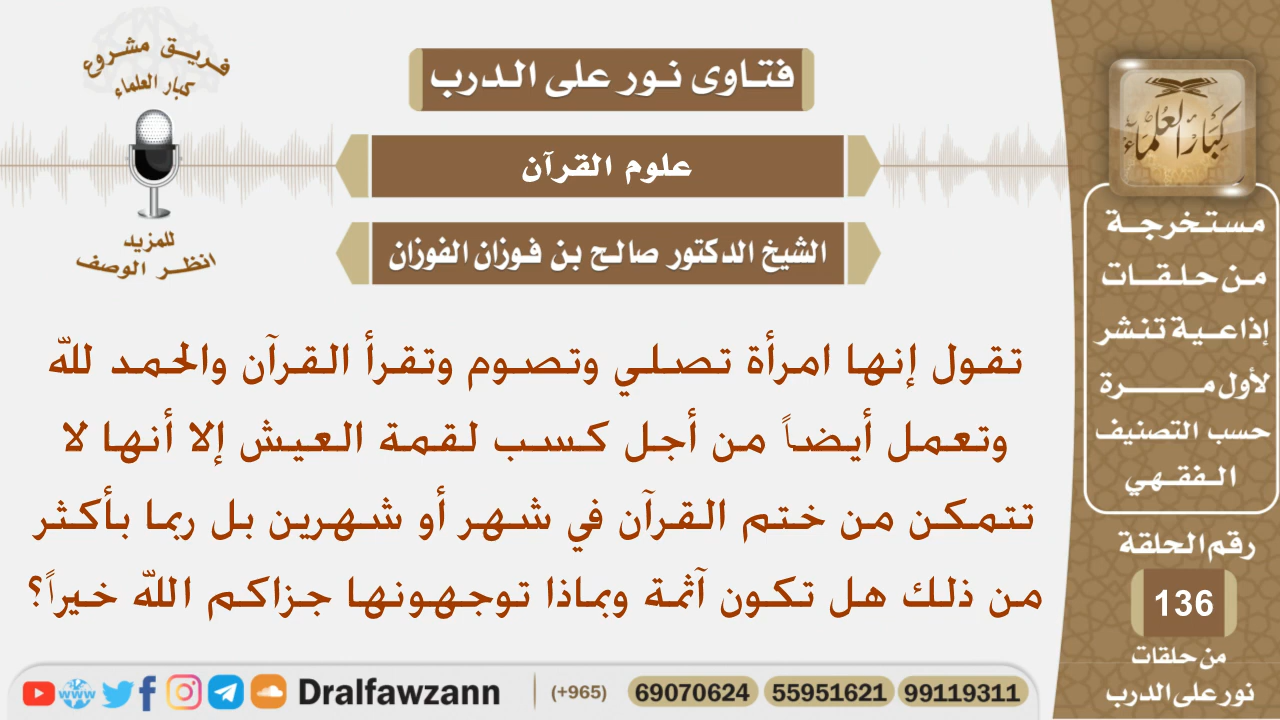 فريق مشروع
كبار العلماء
للمزيد
انظر الوصف
فتاوى نور على الدرب
علوم القرآن
الشيخ الدكتور صالح بن فوزان الفوزان
تقول إنها امرأة تصلي وتصوم وتقرأ القرآن والحمد لله
وتعمل أيضاً من أجل كسب لقمة العيش إلا أنها لا
تتمكن من ختم القرآن في شهر أو شهرين بل ربما بأكثر
من ذلك هل تكون آثمة وبماذا توجهونها جزاكم الله خيراً؟
كبار العلماء
مستخرجة
من حلقات
إذاعية تنشر
لأول مرة
حسب التصنيف
الفقهي
رقم الحلقة
136
من حلقات
نور على الدرب
www
Dralfawzann
(+965)
69070624
55951621
99119311